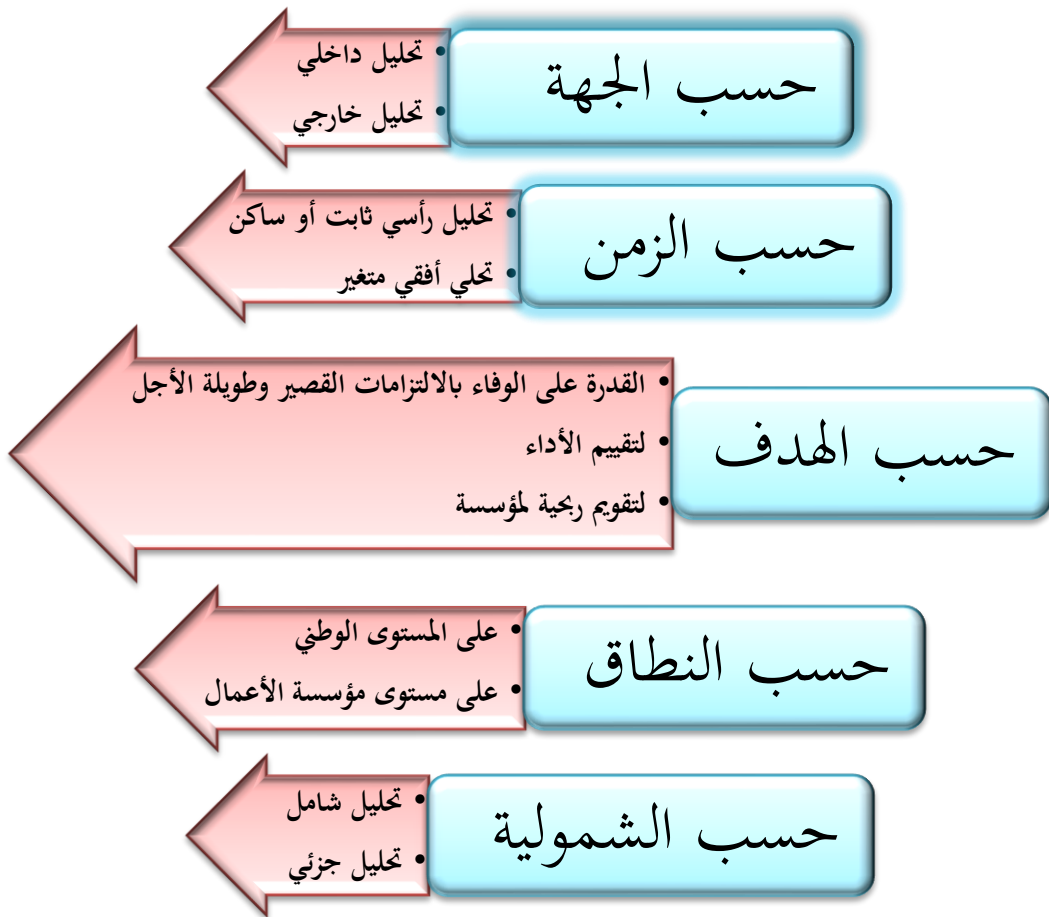 حسب الجهة
• تحليل داخلي
• تحليل خارجي
حسب الزمن
• تحليل رأسي ثابت أو ساكن
• تحلي أفقي متغير
حسب الهدف
• القدرة على الوفاء بالالتزامات القصير وطويلة الأجل
• لتقييم الأداء
• لتقويم ربحية لمؤسسة
حسب النطاق
• على المستوى الوطني
• على مستوى مؤسسة الأعمال
حسب الشمولية
• تحليل شامل
• تحليل جزئي